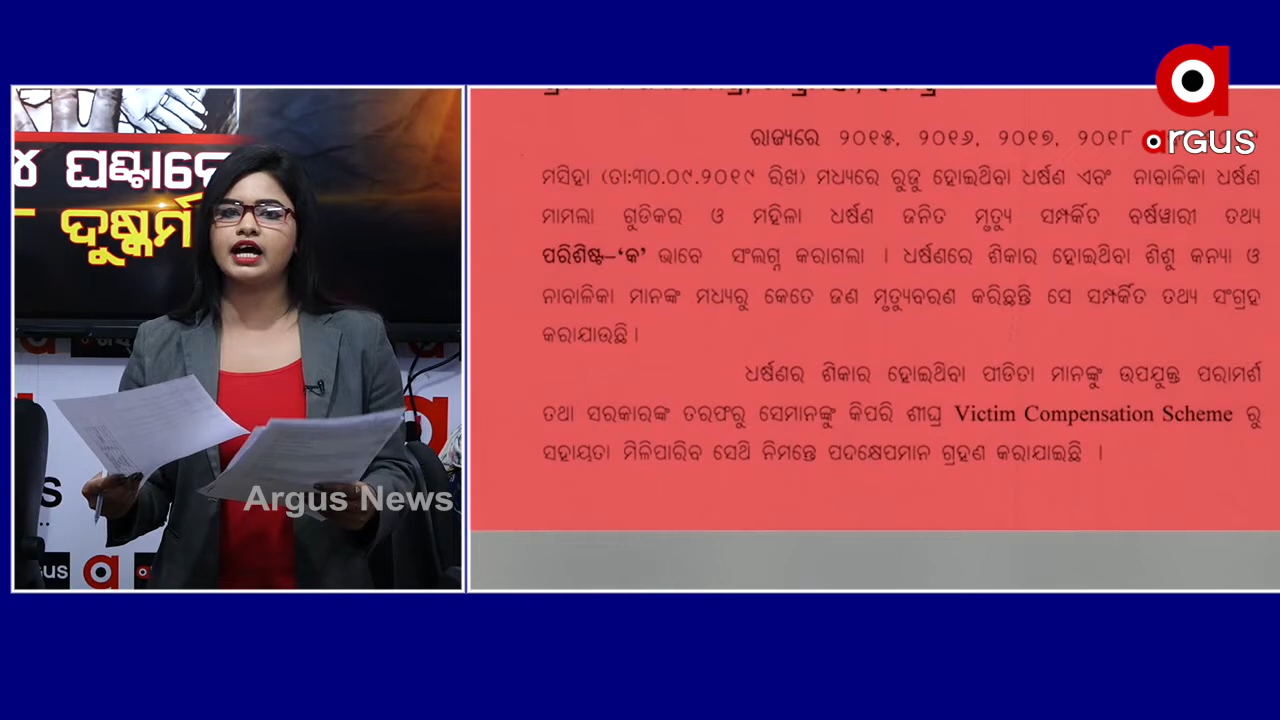 ଘଣ୍ଟାରେ
ଦୁଷ୍କର୍ମ
Argus News
argus
ରାଜ୍ୟରେ ୨୦୧୫, ୨୦୧୬, ୨୦୧୭, ୨୦୧୮
ମସିହା (ତା:୩୦.୦୯.୨୦୧୯ ରିଖ) ମଧ୍ୟରେ ରୁଜୁ ହୋଇଥିବା ଧର୍ଷଣ ଏବଂ ନାବାଳିକା ଧର୍ଷଣ
ମାମଲା ଗୁଡିକର ଓ ମହିଳା ଧର୍ଷଣ ଜନିତ ମୃତ୍ୟୁ ସମ୍ପର୍କିତ ବର୍ଷୱାରୀ ତଥ୍ୟ
ପରିଶିଷ୍ଟ–‘କ’ ଭାବେ ସଂଲଗ୍ନ କରାଗଲା । ଧର୍ଷଣରେ ଶିକାର ହୋଇଥିବା ଶିଶୁ କନ୍ୟା ଓ
ନାବାଳିକା ମାନଙ୍କ ମଧ୍ୟରୁ କେତେ ଜଣ ମୃତ୍ୟୁବରଣ କରିଛନ୍ତି ସେ ସମ୍ପର୍କିତ ତଥ୍ୟ ସଂଗ୍ରହ
କରାଯାଉଛି ।
ଧର୍ଷଣର ଶିକାର ହୋଇଥିବା ପୀଡିତା ମାନଙ୍କୁ ଉପଯୁକ୍ତ ପରାମର୍ଶ
ତଥା ସରକାରଙ୍କ ତରଫରୁ ସେମାନଙ୍କୁ କିପରି ଶୀଘ୍ର Victim Compensation Scheme ରୁ
ସହାୟତା ମିଳିପାରିବ ସେଥି ନିମନ୍ତେ ପଦକ୍ଷେପମାନ ଗ୍ରହଣ କରାଯାଇଛି ।